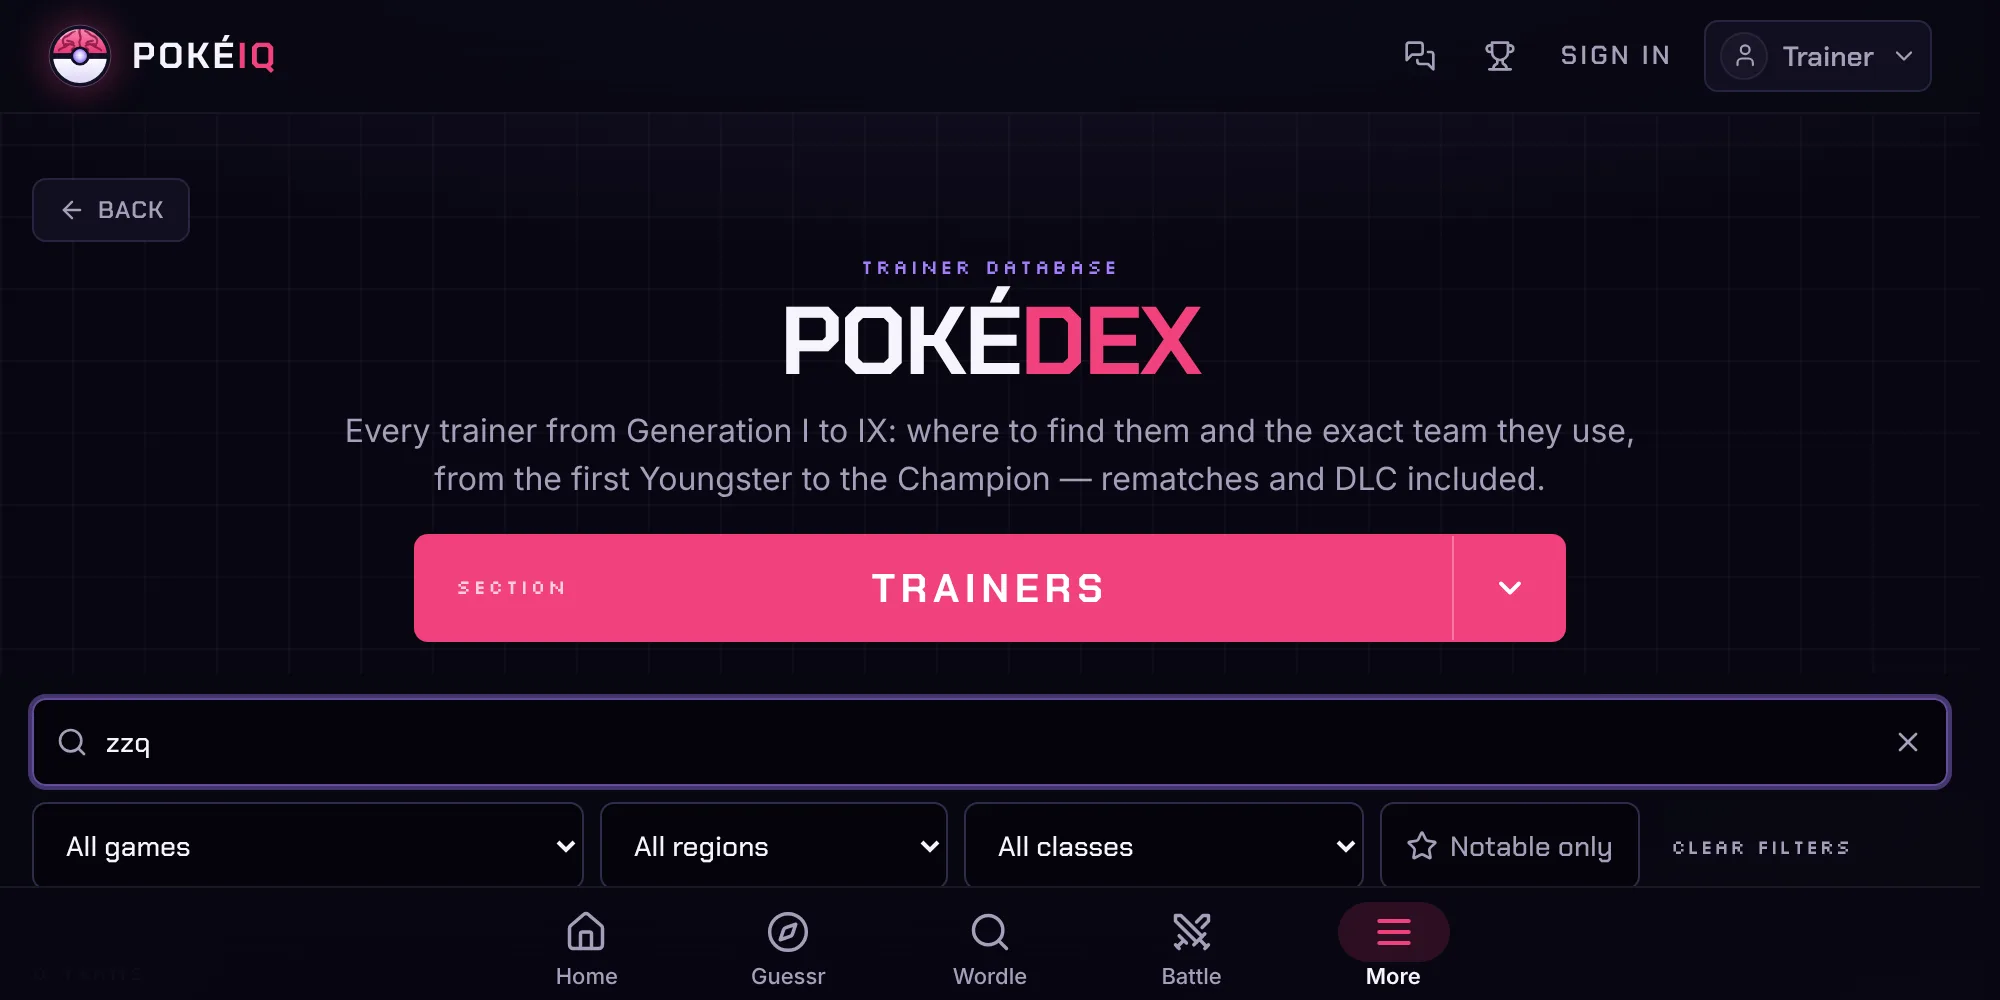 POKÉIQ
SIGN IN
Trainer
BACK
TRAINER DATABASE
POKÉDEX
Every trainer from Generation I to IX: where to find them and the exact team they use,
from the first Youngster to the Champion — rematches and DLC included.
SECTION
TRAINERS
zzq
All games
All regions
All classes
Notable only
CLEAR FILTERS
Home
Guessr
Wordle
Battle
More